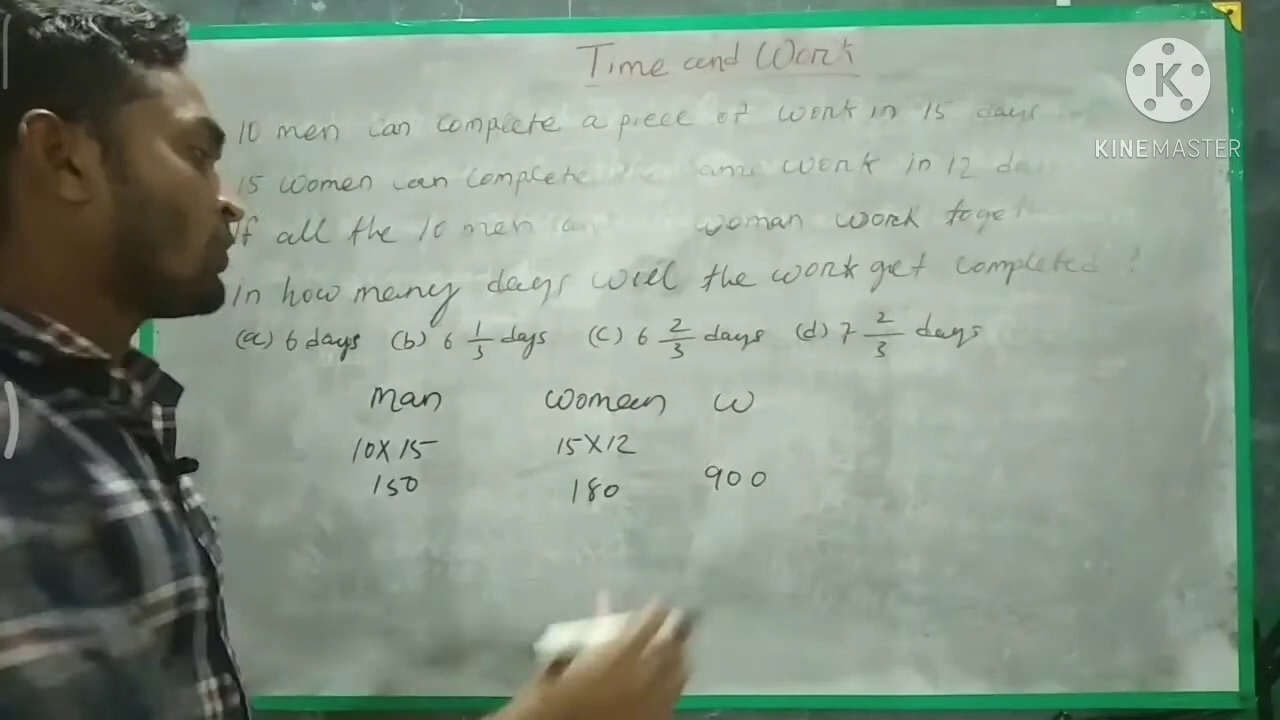 Time and Work
10 men can complete a piece of work in 15 days
15 women can complete same work in 12
If all the 10 men woman work
In how many days will the work get completed ?
(a) 6 days (b) 6 1/3 days (c) 6 2/3 days (d) 7 2/3 days
man women w
10X15 15X12
150 180 900
K
KINEMASTER